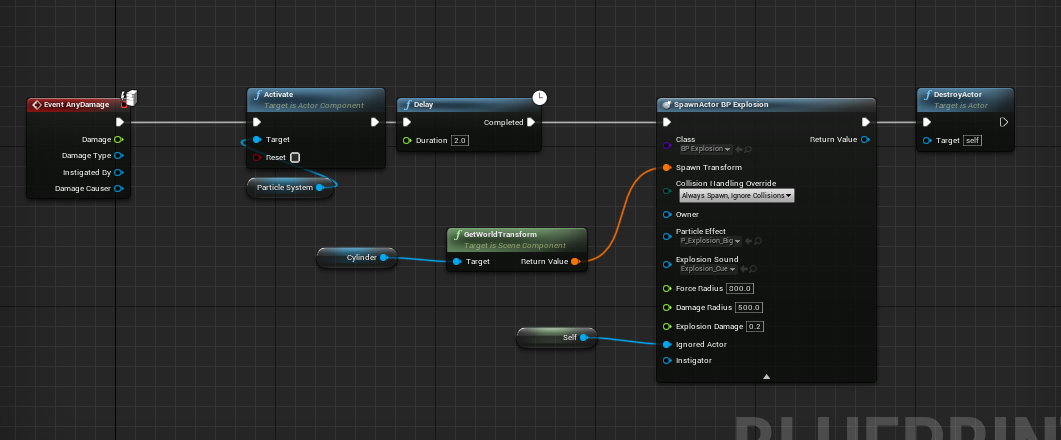 Event AnyDamage
Damage
Damage Type
Instigated By
Damage Causer
f Activate
Target is Actor Component
Target
Reset
Particle System
f Delay
Completed
Duration 2.0
Cylinder
f GetWorldTransform
Target is Scene Component
Target Return Value
Self
SpawnActor BP Explosion
Class
BP Explosion
Return Value
Spawn Transform
Collision Handling Override
Always Spawn, Ignore Collisions
Owner
Particle Effect
P_Explosion_Big
Explosion Sound
Explosion_Cue
Force Radius 800.0
Damage Radius 500.0
Explosion Damage 0.2
Ignored Actor
Instigator
f DestroyActor
Target is Actor
Target self
BLUEPRIN